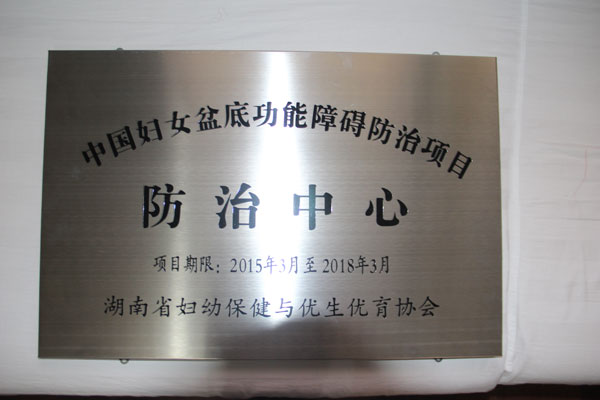 中国妇女盆底功能障碍防治项目
防治中心
项目期限：2015年3月至2018年3月
湖南省妇幼保健与优生优育协会